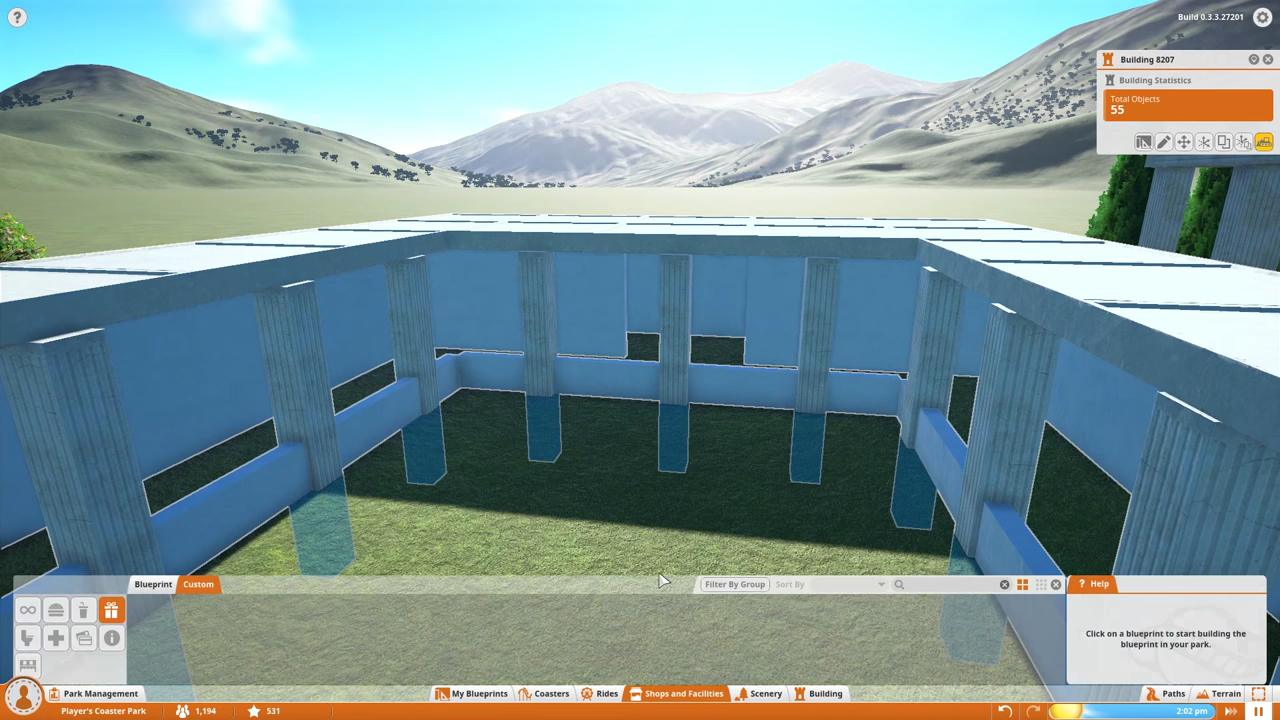 Build 0.3.3.27201
Building 8207
Building Statistics
Total Objects
55
Blueprint
Custom
Filter By Group
Sort By
? Help
Click on a blueprint to start building the
blueprint in your park.
Park Management
My Blueprints
Coasters
Rides
Shops and Facilities
Scenery
Building
Paths
Terrain
Player's Coaster Park
1,194
531
2:02 pm